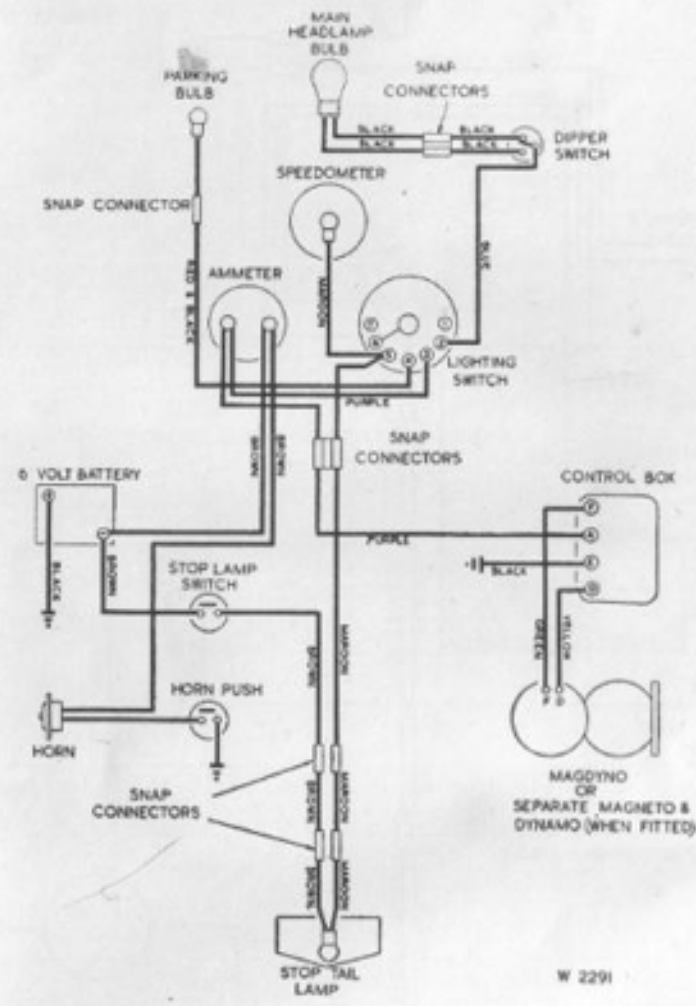 MAIN
HEADLAMP
BULB
SNAP
CONNECTORS
PARKING
BULB
BLACK
BLACK
BLACK
BLACK
DIPPER
SWITCH
SPEEDOMETER
SNAP CONNECTOR
BLUE
RED & BLACK
AMMETER
MAROON
LIGHTING
SWITCH
PURPLE
SNAP
CONNECTORS
BROWN
BROWN
6 VOLT BATTERY
CONTROL BOX
F
A
E
D
PURPLE
BLACK
BLACK
BROWN
STOP LAMP
SWITCH
GREEN
YELLOW
BROWN
MAROON
HORN PUSH
HORN
MAGDYNO
OR
SEPARATE MAGNETO &
DYNAMO (WHEN FITTED)
SNAP
CONNECTORS
BROWN
MAROON
BROWN
MAROON
STOP TAIL
LAMP
W 2291